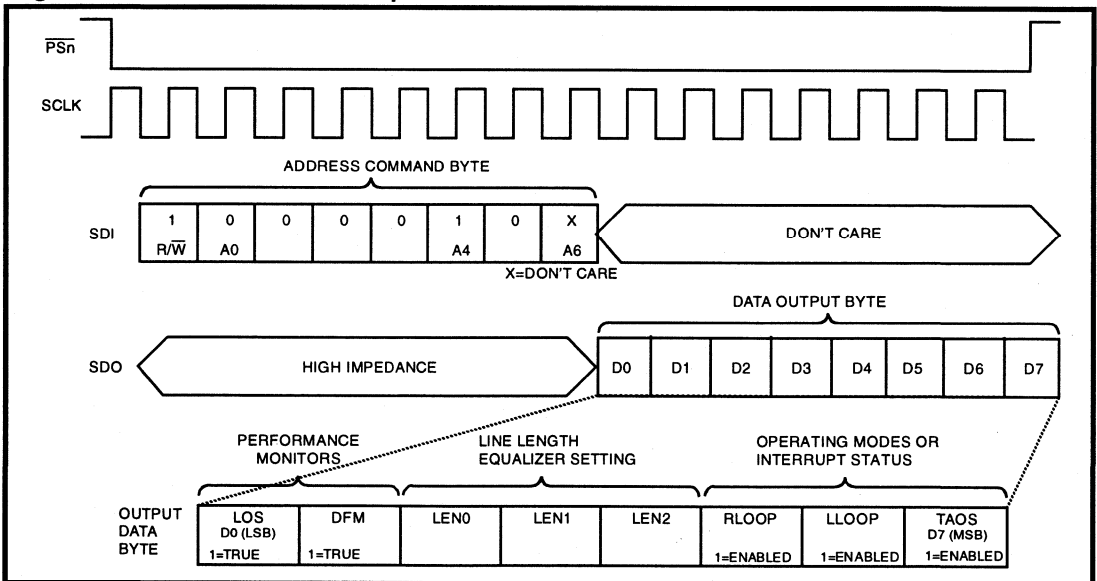 PSn
SCLK
ADDRESS COMMAND BYTE
SDI
1 0 0 0 0 1 0 X
R/W A0 A4 A6
DON'T CARE
X=DON'T CARE
DATA OUTPUT BYTE
SDO
HIGH IMPEDANCE
D0 D1 D2 D3 D4 D5 D6 D7
PERFORMANCE
MONITORS
LINE LENGTH
EQUALIZER SETTING
OPERATING MODES OR
INTERRUPT STATUS
OUTPUT
DATA
BYTE
LOS DFM LEN0 LEN1 LEN2 RLOOP LLOOP TAOS
D0 (LSB) D7 (MSB)
1=TRUE 1=TRUE 1=ENABLED 1=ENABLED 1=ENABLED